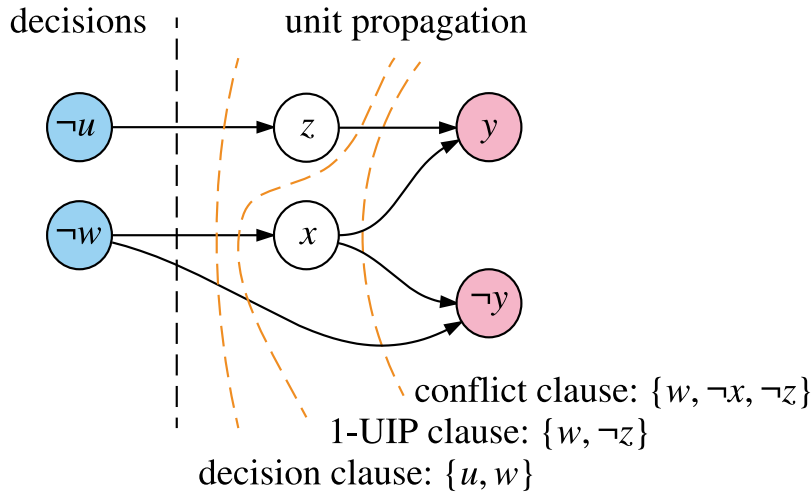 decisions
unit propagation
¬u
z
y
¬w
x
¬y
conflict clause: {w, ¬x, ¬z}
1-UIP clause: {w, ¬z}
decision clause: {u, w}